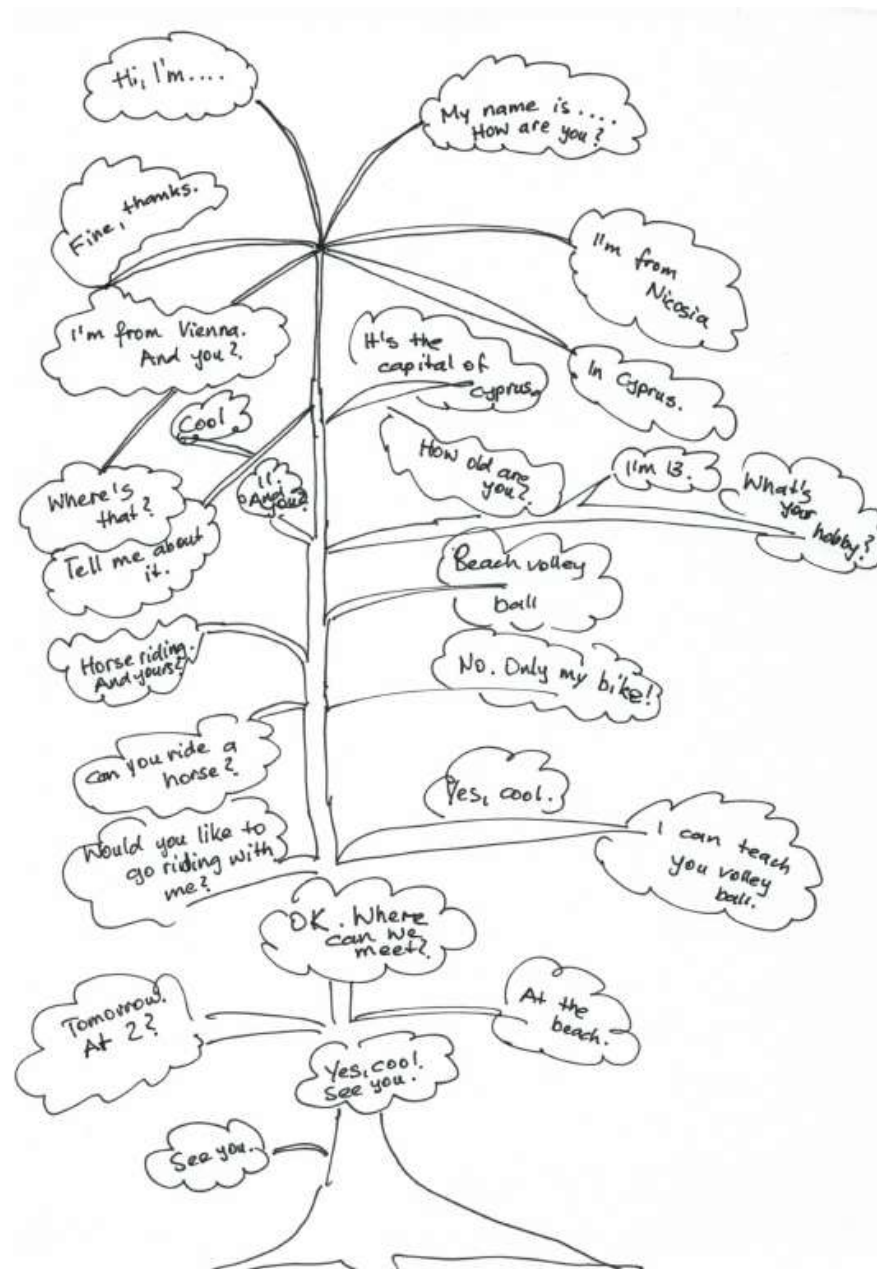 Hi, I'm....
My name is ....
How are you?
Fine, thanks.
I'm from
Nicosia
I'm from Vienna.
And you?
It's the
capital of
cyprus.
In cyprus.
Cool
How old are
you?
I'm 13.
What's
your
hobby?
Where's
that?
11.
And
you?
Tell me about
it.
Beach volley
ball
Horse riding.
And yours?
No. Only my bike!
Can you ride a
horse?
Yes, cool.
Would you like to
go riding with
me?
I can teach
you volley
ball.
OK. Where
can we
meet?
Tomorrow.
At 2?
At the
beach.
Yes, cool.
See you.
See you.